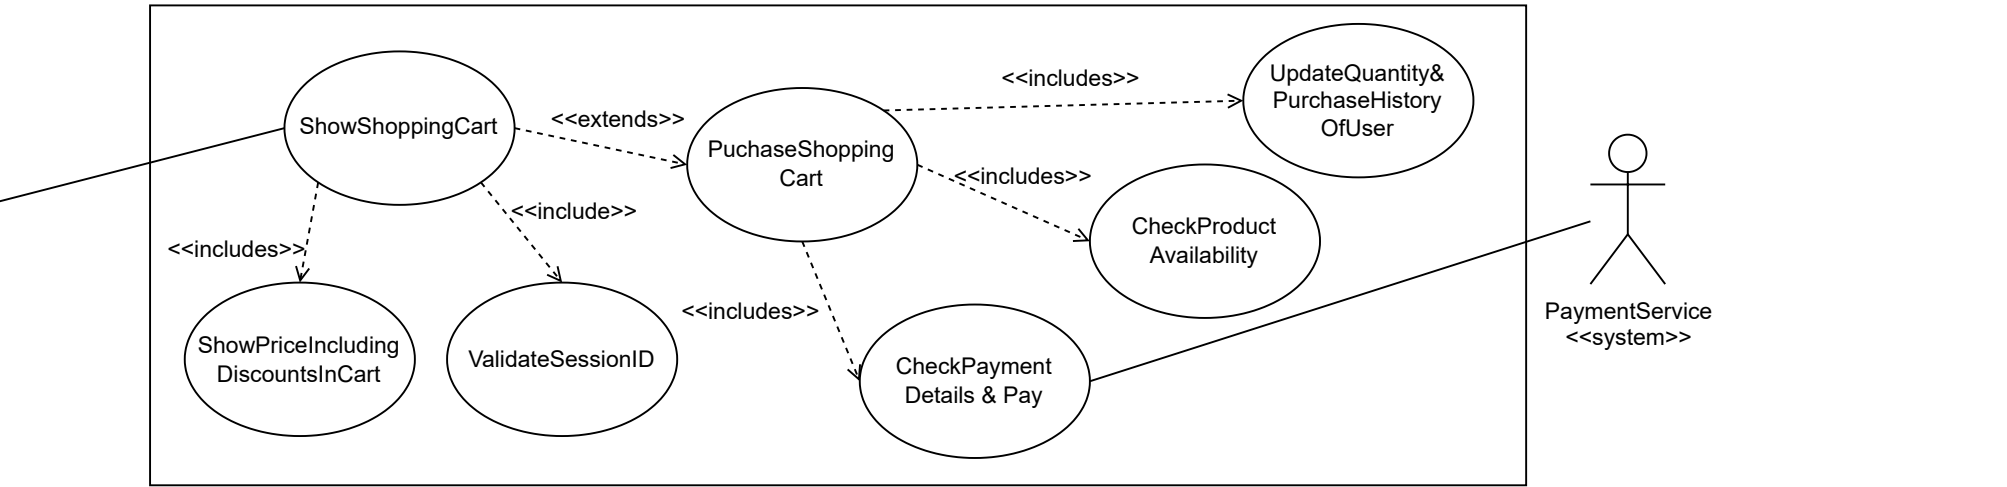 ShowShoppingCart
<<extends>>
PuchaseShopping
Cart
<<includes>>
UpdateQuantity&
PurchaseHistory
OfUser
<<includes>>
CheckProduct
Availability
<<include>>
<<includes>>
ShowPriceIncluding
DiscountsInCart
ValidateSessionID
<<includes>>
CheckPayment
Details & Pay
PaymentService
<<system>>